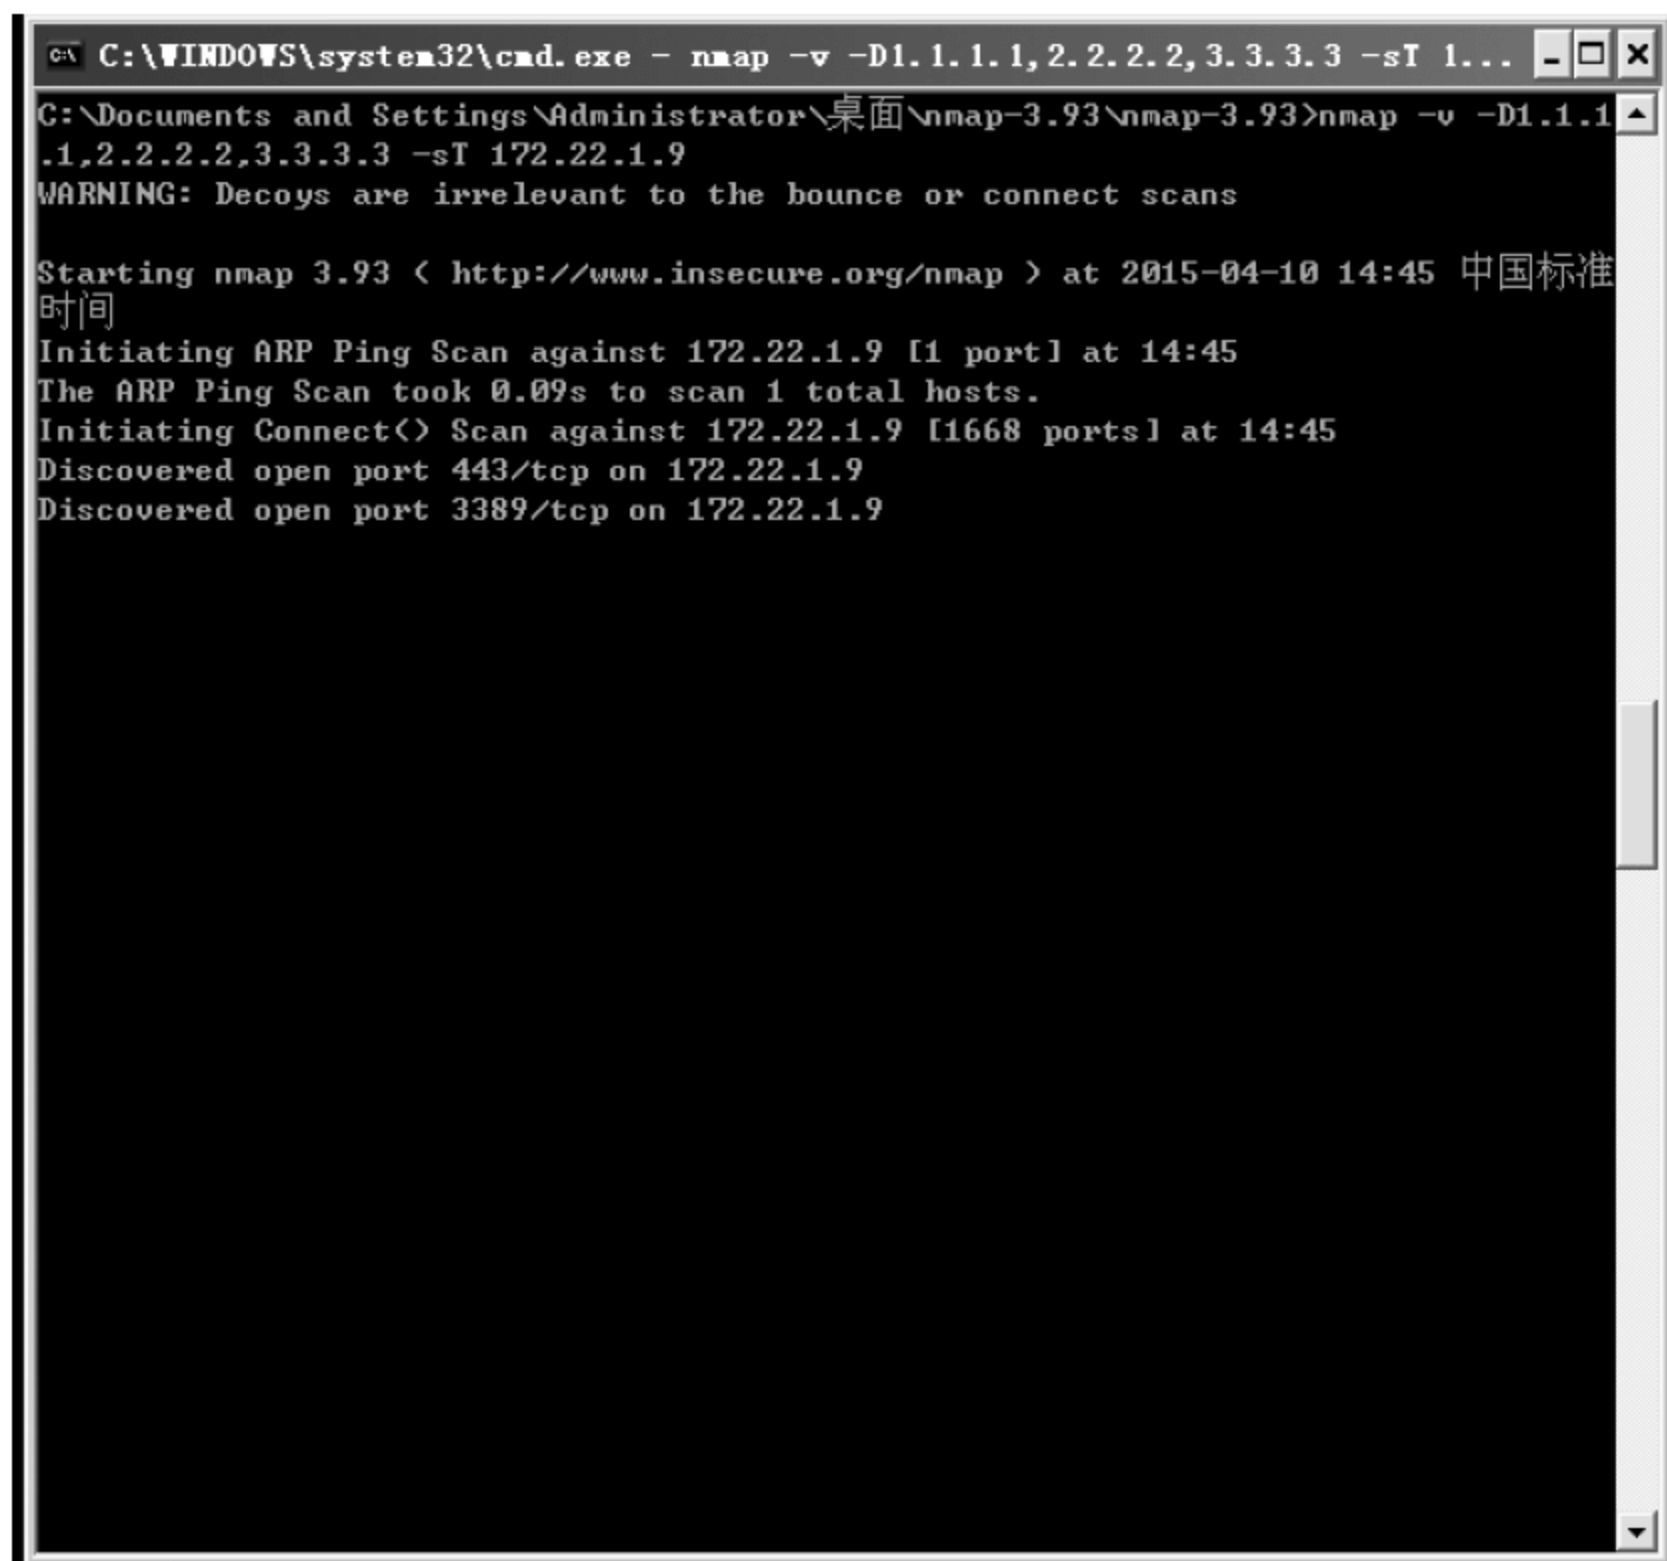 C:\WINDOWS\system32\cmd.exe - nmap -v -D1.1.1.1,2.2.2.2,3.3.3.3 -sT 1...
C:\Documents and Settings\Administrator\桌面\nmap-3.93\nmap-3.93>nmap -v -D1.1.1
.1,2.2.2.2,3.3.3.3 -sT 172.22.1.9
WARNING: Decoys are irrelevant to the bounce or connect scans
Starting nmap 3.93 ( http://www.insecure.org/nmap ) at 2015-04-10 14:45 中国标准
时间
Initiating ARP Ping Scan against 172.22.1.9 [1 port] at 14:45
The ARP Ping Scan took 0.09s to scan 1 total hosts.
Initiating Connect() Scan against 172.22.1.9 [1668 ports] at 14:45
Discovered open port 443/tcp on 172.22.1.9
Discovered open port 3389/tcp on 172.22.1.9